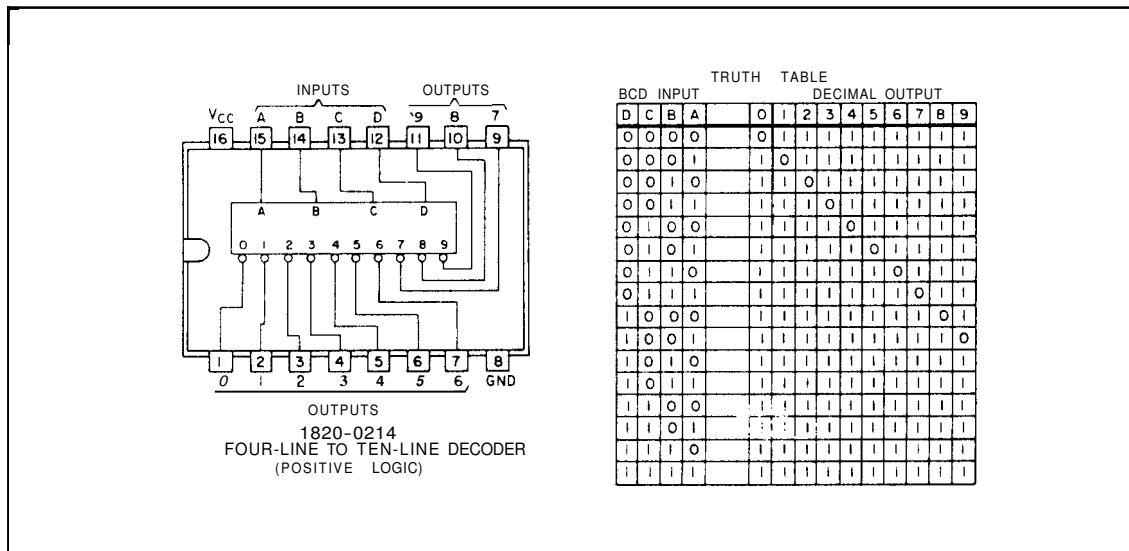 INPUTS OUTPUTS
VCC A B C D 9 8 7
16 15 14 13 12 11 10 9
A B C D
0 1 2 3 4 5 6 7 8 9
1 2 3 4 5 6 7 8
0 1 2 3 4 5 6 GND
OUTPUTS
1820-0214
FOUR-LINE TO TEN-LINE DECODER
(POSITIVE LOGIC)
TRUTH TABLE
BCD INPUT DECIMAL OUTPUT
D C B A 0 1 2 3 4 5 6 7 8 9
0 0 0 0 0 1 1 1 1 1 1 1 1 1
0 0 0 1 1 0 1 1 1 1 1 1 1 1
0 0 1 0 1 1 0 1 1 1 1 1 1 1
0 0 1 1 1 1 1 0 1 1 1 1 1 1
0 1 0 0 1 1 1 1 0 1 1 1 1 1
0 1 0 1 1 1 1 1 1 0 1 1 1 1
0 1 1 0 1 1 1 1 1 1 0 1 1 1
0 1 1 1 1 1 1 1 1 1 1 0 1 1
1 0 0 0 1 1 1 1 1 1 1 1 0 1
1 0 0 1 1 1 1 1 1 1 1 1 1 0
1 0 1 0 1 1 1 1 1 1 1 1 1 1
1 0 1 1 1 1 1 1 1 1 1 1 1 1
1 1 0 0 1 1 1 1 1 1 1 1 1 1
1 1 0 1 1 1 1 1 1 1 1 1 1 1
1 1 1 0 1 1 1 1 1 1 1 1 1 1
1 1 1 1 1 1 1 1 1 1 1 1 1 1